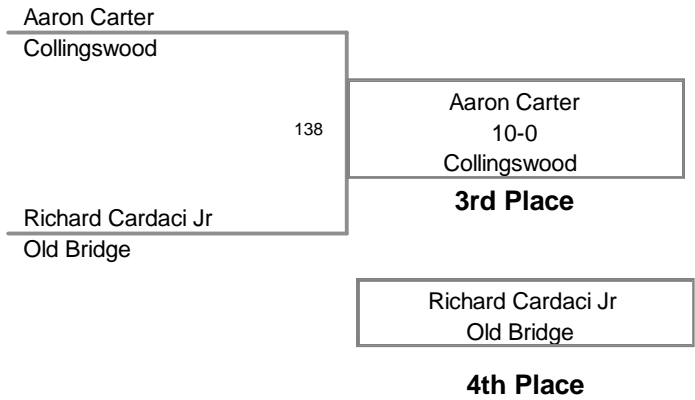 Aaron Carter
Collingswood
138
Aaron Carter
10-0
Collingswood
3rd Place
Richard Cardaci Jr
Old Bridge
Richard Cardaci Jr
Old Bridge
4th Place